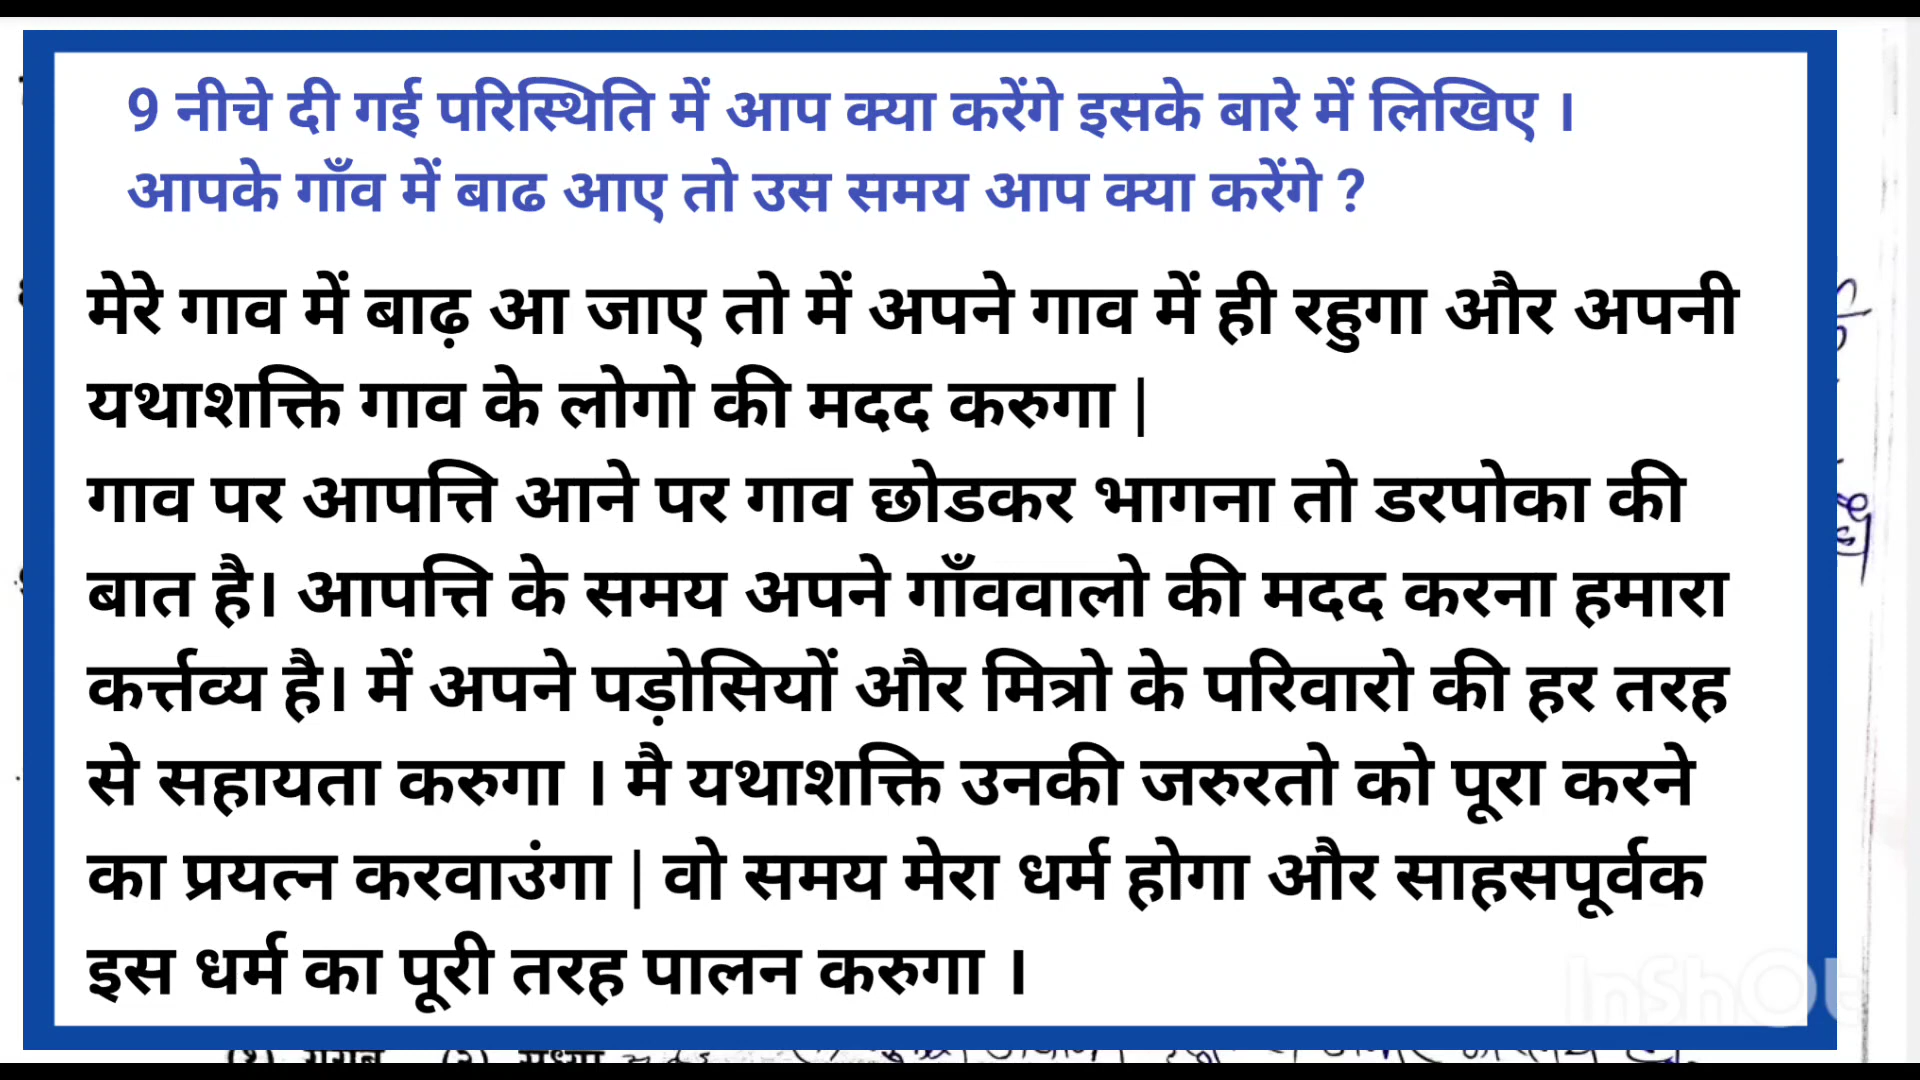 9 नीचे दी गई परिस्थिति में आप क्या करेंगे इसके बारे में लिखिए ।
आपके गाँव में बाढ आए तो उस समय आप क्या करेंगे ?
मेरे गाव में बाढ़ आ जाए तो में अपने गाव में ही रहुगा और अपनी
यथाशक्ति गाव के लोगो की मदद करुगा |
गाव पर आपत्ति आने पर गाव छोडकर भागना तो डरपोका की
बात है। आपत्ति के समय अपने गाँववालो की मदद करना हमारा
कर्त्तव्य है। में अपने पड़ोसियों और मित्रो के परिवारो की हर तरह
से सहायता करुगा । मै यथाशक्ति उनकी जरुरतो को पूरा करने
का प्रयत्न करवाउंगा | वो समय मेरा धर्म होगा और साहसपूर्वक
इस धर्म का पूरी तरह पालन करुगा ।
InShOt